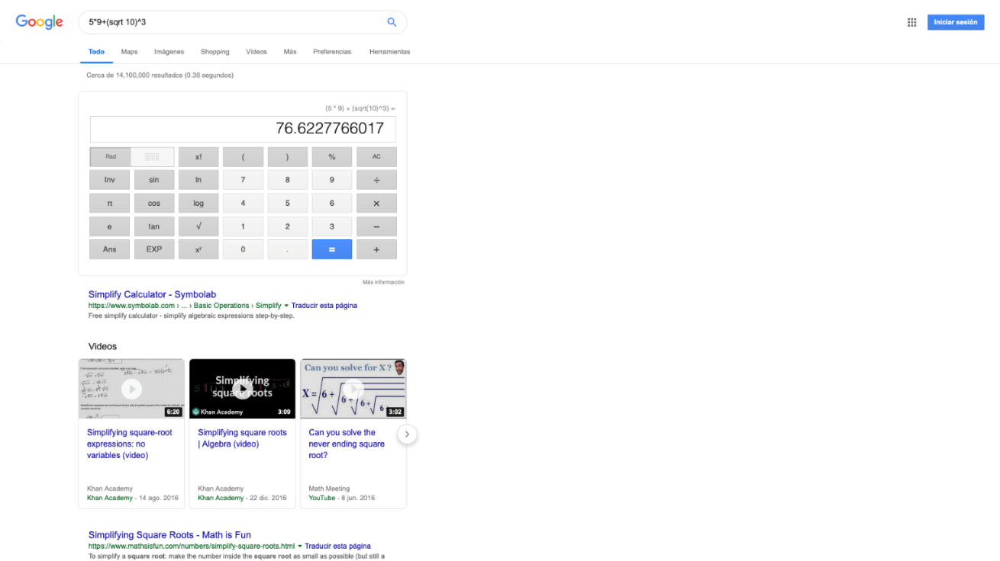 Google
5*9+(sqrt 10)^3
Iniciar sesión
Todo Maps Imágenes Shopping Vídeos Más Preferencias Herramientas
Cerca de 14,100,000 resultados (0.38 segundos)
(5 * 9) + (sqrt(10)^3) =
76.6227766017
Rad x! ( ) % AC
Inv sin ln 7 8 9 ÷
π cos log 4 5 6 ×
e tan √ 1 2 3 −
Ans EXP xʸ 0 . = +
Más información
Simplify Calculator - Symbolab
https://www.symbolab.com › ... › Basic Operations › Simplify ▾ Traducir esta página
Free simplify calculator - simplify algebraic expressions step-by-step.
Videos
6:20
Simplifying square roots
Khan Academy 3:09
Can you solve for X ?
X = √6 + √6 + √6 + √6
3:02
Simplifying square-root
expressions: no
variables (video)
Khan Academy
Khan Academy - 14 ago. 2016
Simplifying square roots
| Algebra (video)
Khan Academy
Khan Academy - 22 dic. 2016
Can you solve the
never ending square
root?
Math Meeting
YouTube - 8 jun. 2016
Simplifying Square Roots - Math is Fun
https://www.mathsisfun.com/numbers/simplify-square-roots.html ▾ Traducir esta página
To simplify a square root: make the number inside the square root as small as possible (but still a